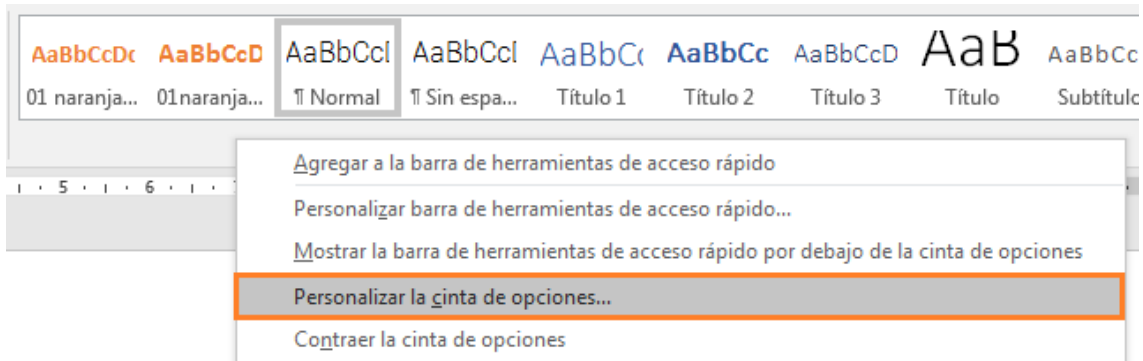 AaBbCcDc AaBbCcD AaBbCcI AaBbCcI AaBbCc AaBbCc AaBbCcD AaB AaBbCc
01 naranja... 01naranja... ¶ Normal ¶ Sin espa... Título 1 Título 2 Título 3 Título Subtítulo
Agregar a la barra de herramientas de acceso rápido
5 6
Personalizar barra de herramientas de acceso rápido...
Mostrar la barra de herramientas de acceso rápido por debajo de la cinta de opciones
Personalizar la cinta de opciones...
Contraer la cinta de opciones